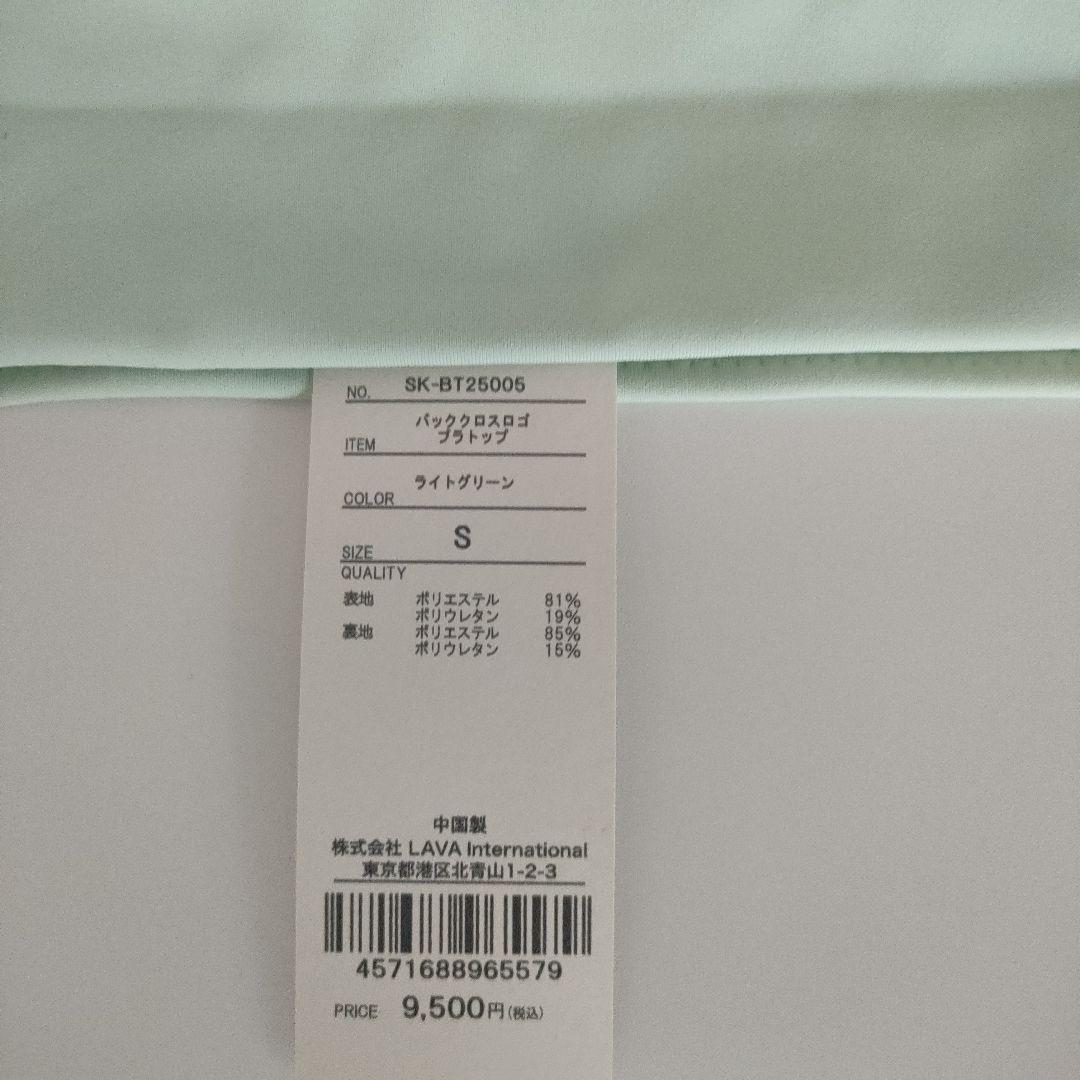 NO. SK-BT25005
バッククロスロゴ
ブラトップ
ITEM
ライトグリーン
COLOR
S
SIZE
QUALITY
表地 ポリエステル 81%
ポリウレタン 19%
裏地 ポリエステル 85%
ポリウレタン 15%
中国製
株式会社 LAVA International
東京都港区北青山1-2-3
4571688965579
PRICE 9,500円(税込)